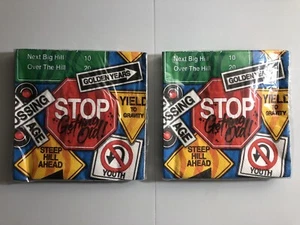 Next Big Hill 10
Over The Hill 20
GOLDEN YEARS
STOP
Getting Old!
YIELD
TO
GRAVITY
STEEP
HILL
AHEAD
YOUTH
Next Big Hill 10
Over The Hill 20
GOLDEN YEARS
STOP
Getting Old!
YIELD
TO
GRAVITY
STEEP
HILL
AHEAD
YOUTH